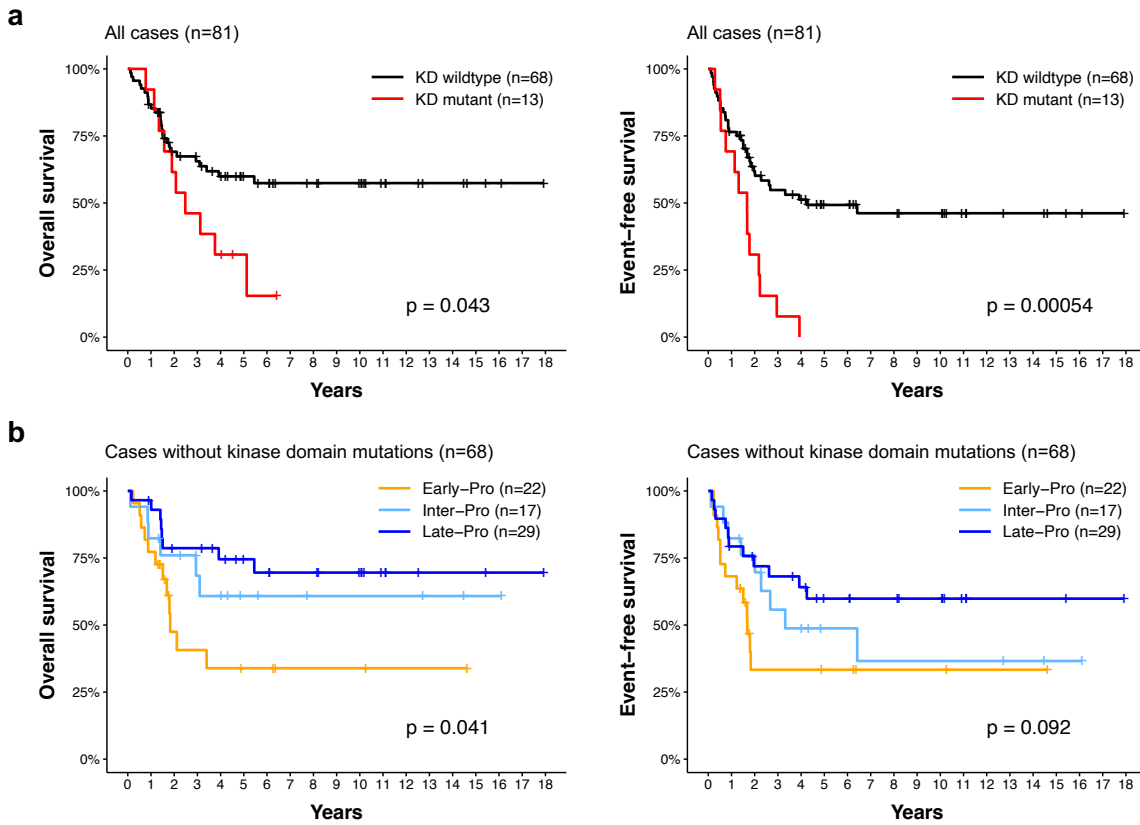 a
All cases (n=81)
Overall survival
100%
75%
50%
25%
0%
KD wildtype (n=68)
KD mutant (n=13)
p = 0.043
0 1 2 3 4 5 6 7 8 9 10 11 12 13 14 15 16 17 18
Years
All cases (n=81)
Event−free survival
100%
75%
50%
25%
0%
KD wildtype (n=68)
KD mutant (n=13)
p = 0.00054
0 1 2 3 4 5 6 7 8 9 10 11 12 13 14 15 16 17 18
Years
b
Cases without kinase domain mutations (n=68)
Overall survival
100%
75%
50%
25%
0%
Early−Pro (n=22)
Inter−Pro (n=17)
Late−Pro (n=29)
p = 0.041
0 1 2 3 4 5 6 7 8 9 10 11 12 13 14 15 16 17 18
Years
Cases without kinase domain mutations (n=68)
Event−free survival
100%
75%
50%
25%
0%
Early−Pro (n=22)
Inter−Pro (n=17)
Late−Pro (n=29)
p = 0.092
0 1 2 3 4 5 6 7 8 9 10 11 12 13 14 15 16 17 18
Years